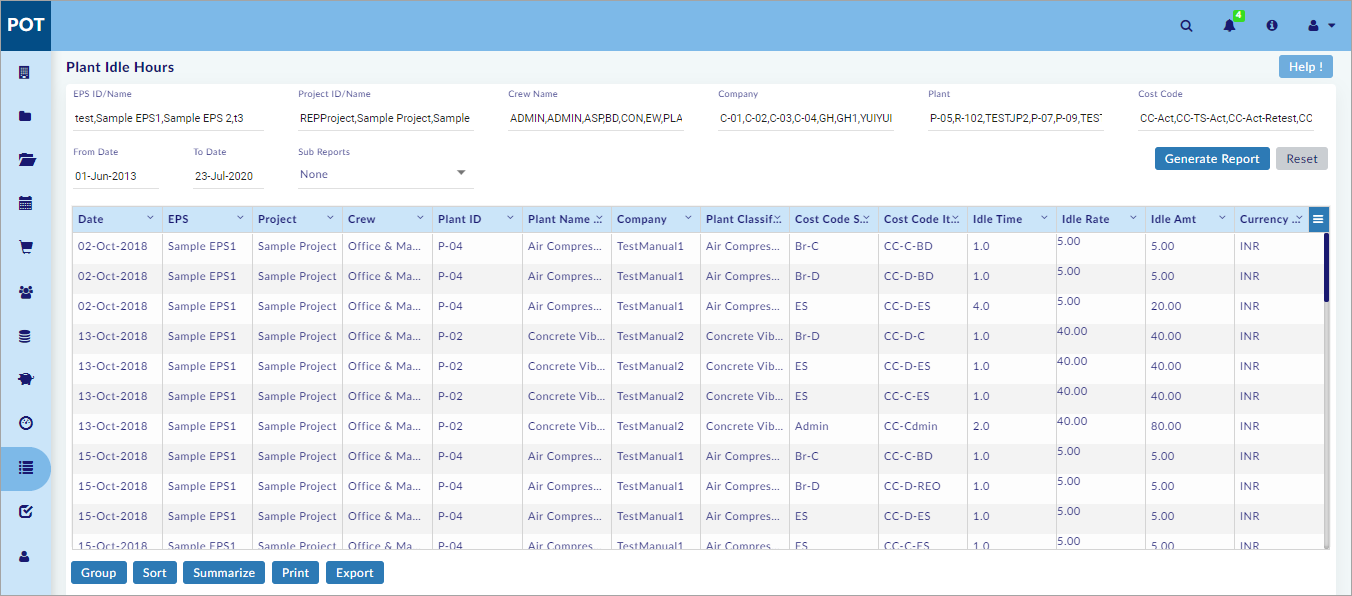 POT
4
Plant Idle Hours
Help !
EPS ID/Name Project ID/Name Crew Name Company Plant Cost Code
test,Sample EPS1,Sample EPS 2,t3 REPProject,Sample Project,Sample ADMIN,ADMIN,ASP,BD,CON,EW,PLA C-01,C-02,C-03,C-04,GH,GH1,YUIYUI P-05,R-102,TESTJP2,P-07,P-09,TES CC-Act,CC-TS-Act,CC-Act-Retest,CC
From Date To Date Sub Reports
01-Jun-2013 23-Jul-2020 None Generate Report Reset
Date EPS Project Crew Plant ID Plant Name ... Company Plant Classif... Cost Code S... Cost Code It... Idle Time Idle Rate Idle Amt Currency ...
02-Oct-2018 Sample EPS1 Sample Project Office & Ma... P-04 Air Compres... TestManual1 Air Compres... Br-C CC-C-BD 1.0 5.00 5.00 INR
02-Oct-2018 Sample EPS1 Sample Project Office & Ma... P-04 Air Compres... TestManual1 Air Compres... Br-D CC-D-BD 1.0 5.00 5.00 INR
02-Oct-2018 Sample EPS1 Sample Project Office & Ma... P-04 Air Compres... TestManual1 Air Compres... ES CC-D-ES 4.0 5.00 20.00 INR
13-Oct-2018 Sample EPS1 Sample Project Office & Ma... P-02 Concrete Vib... TestManual2 Concrete Vib... Br-D CC-D-C 1.0 40.00 40.00 INR
13-Oct-2018 Sample EPS1 Sample Project Office & Ma... P-02 Concrete Vib... TestManual2 Concrete Vib... ES CC-D-ES 1.0 40.00 40.00 INR
13-Oct-2018 Sample EPS1 Sample Project Office & Ma... P-02 Concrete Vib... TestManual2 Concrete Vib... ES CC-C-ES 1.0 40.00 40.00 INR
13-Oct-2018 Sample EPS1 Sample Project Office & Ma... P-02 Concrete Vib... TestManual2 Concrete Vib... Admin CC-Cdmin 2.0 40.00 80.00 INR
15-Oct-2018 Sample EPS1 Sample Project Office & Ma... P-04 Air Compres... TestManual1 Air Compres... Br-C CC-C-BD 1.0 5.00 5.00 INR
15-Oct-2018 Sample EPS1 Sample Project Office & Ma... P-04 Air Compres... TestManual1 Air Compres... Br-D CC-D-REO 1.0 5.00 5.00 INR
15-Oct-2018 Sample EPS1 Sample Project Office & Ma... P-04 Air Compres... TestManual1 Air Compres... ES CC-D-ES 1.0 5.00 5.00 INR
15-Oct-2018 Sample EPS1 Sample Project Office & Ma... P-04 Air Compres... TestManual1 Air Compres... ES CC-C-ES 1.0 5.00 5.00 INR
Group Sort Summarize Print Export